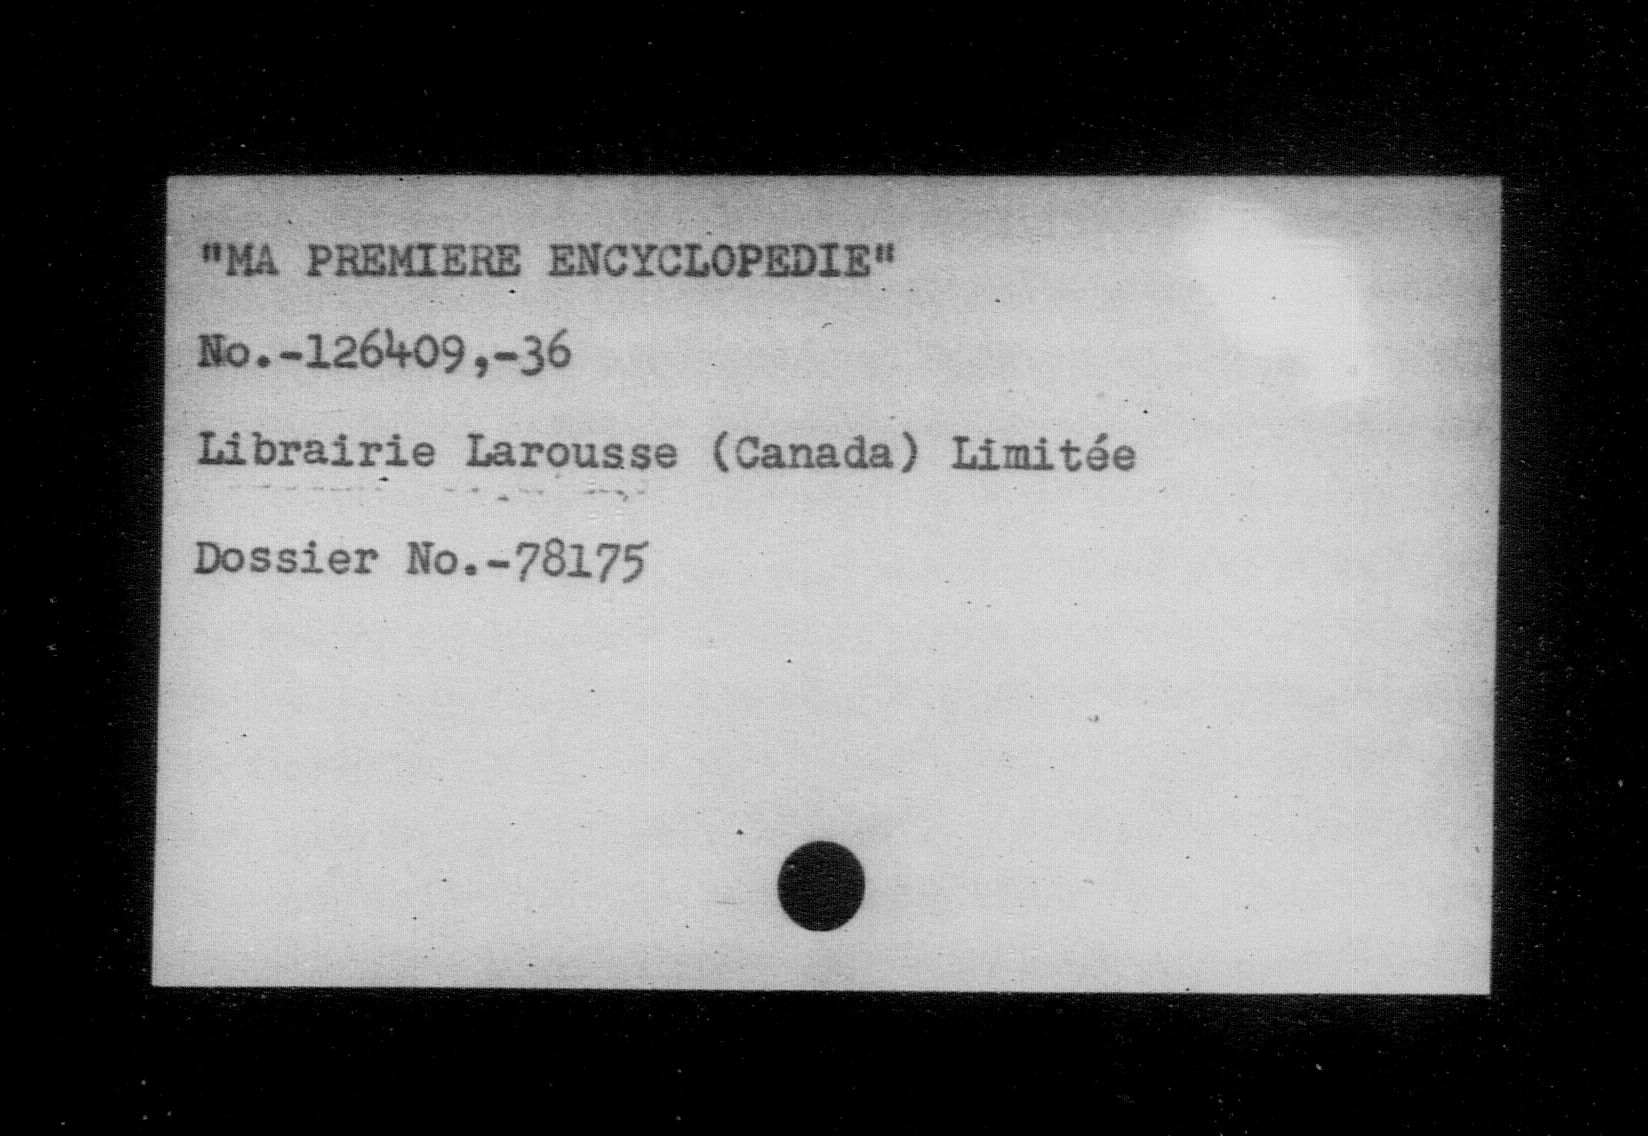 "MA PREMIERE ENCYCLOPEDIE"
No.-126409,-36
Librairie Larousse (Canada) Limitée
Dossier No.-78175